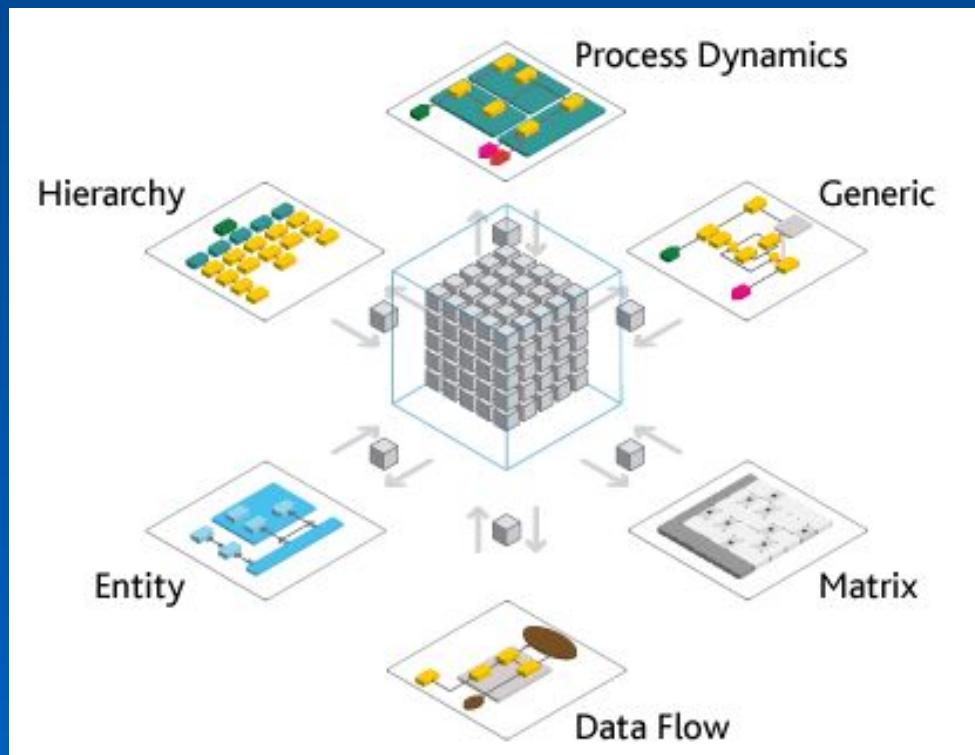 Process Dynamics
Hierarchy
Generic
Entity
Matrix
Data Flow